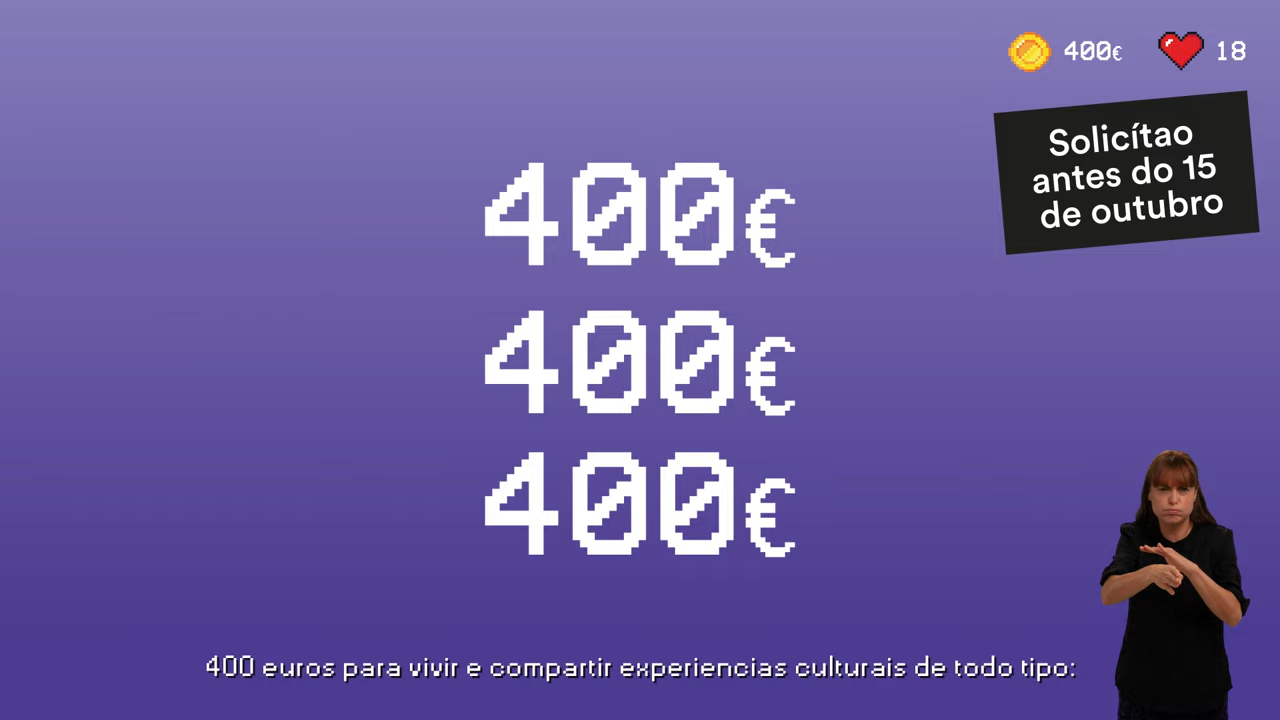 400€ 18
Solicítao
antes do 15
de outubro
400€
400€
400€
400 euros para vivir e compartir experiencias culturais de todo tipo: